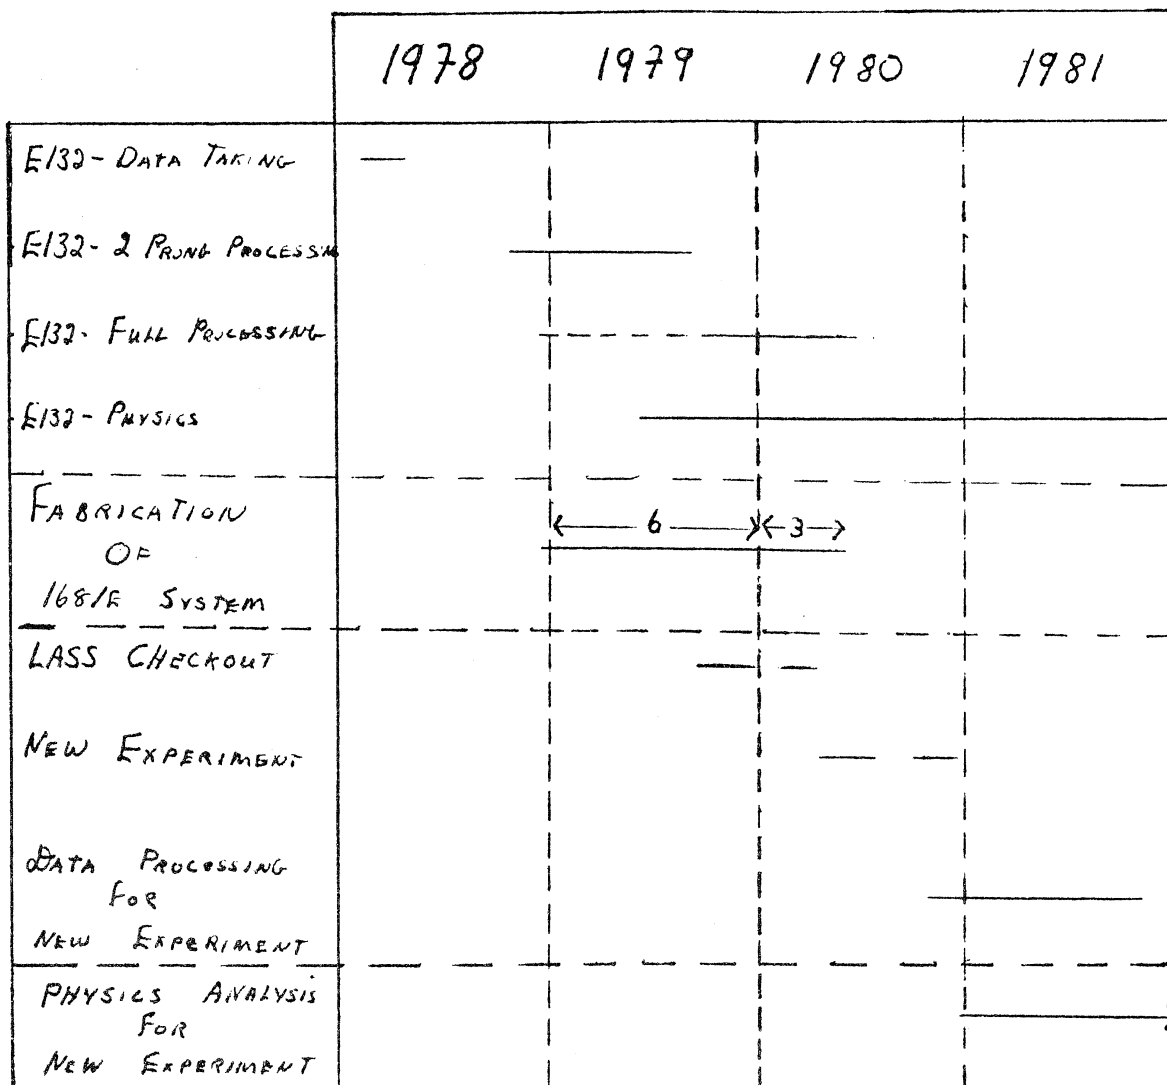 1978 1979 1980 1981
E132- DATA TAKING
E132- 2 PRONG PROCESSIN
E132- FULL PROCESSING
E132- PHYSICS
FABRICATION
6 3
OF
168/E SYSTEM
LASS CHECKOUT
NEW EXPERIMENT
DATA PROCESSING
FOR
NEW EXPERIMENT
PHYSICS ANALYSIS
FOR
NEW EXPERIMENT